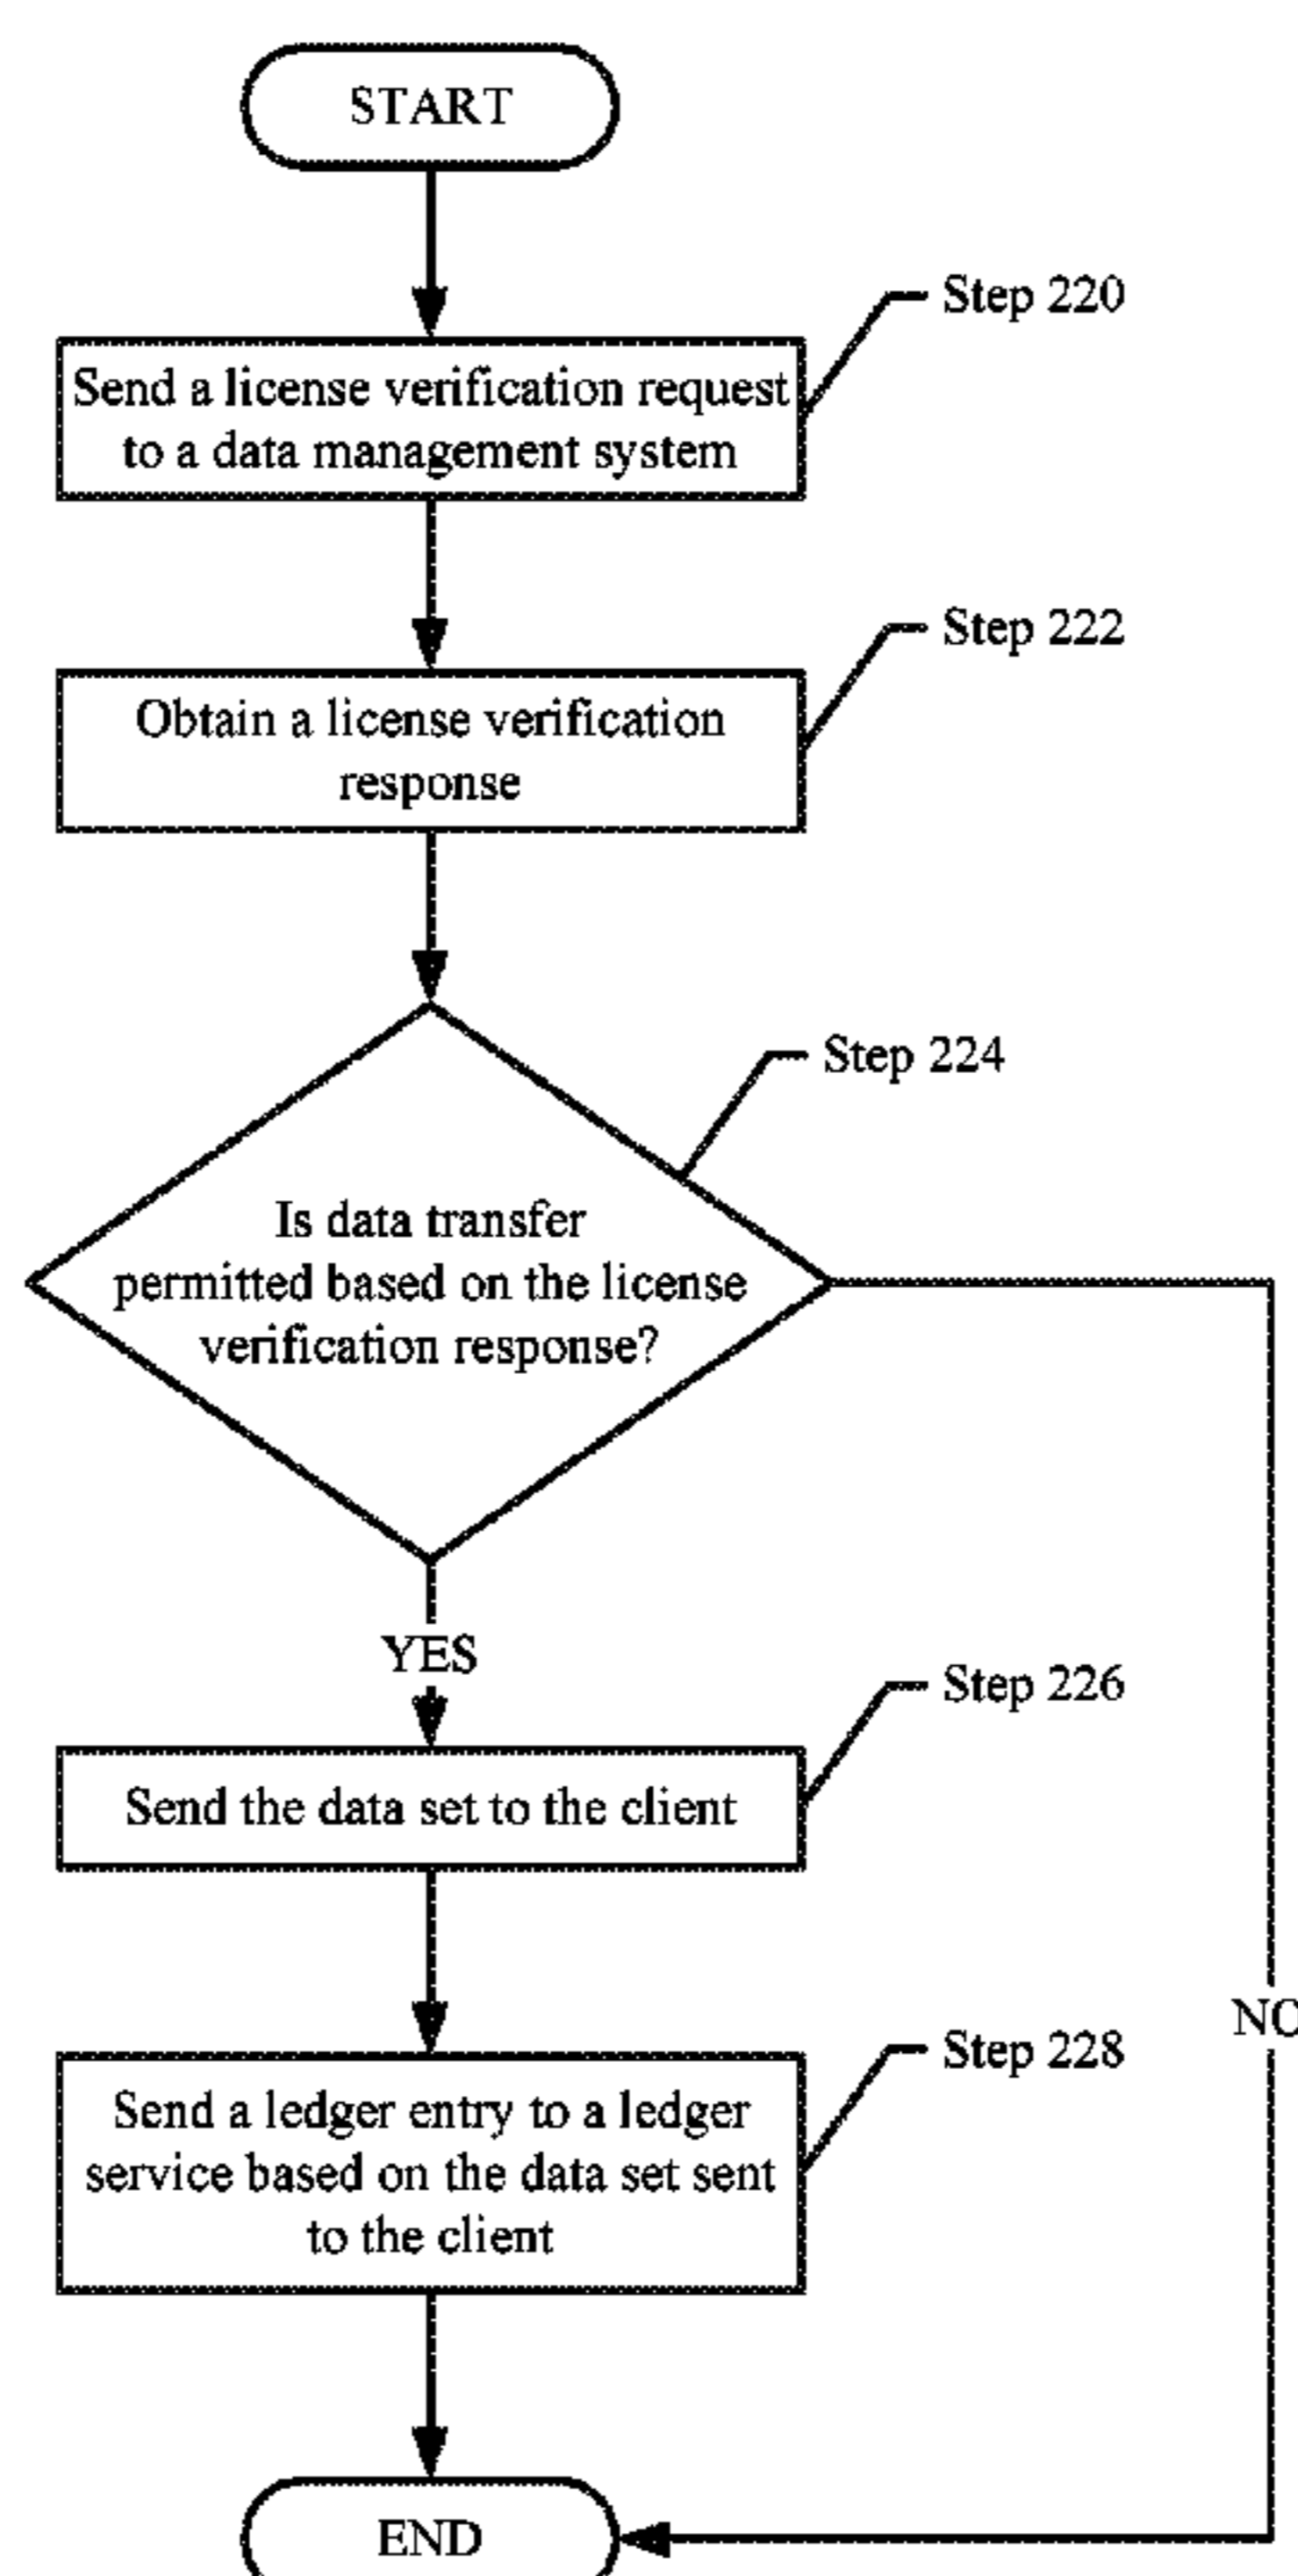 START
Step 220
Send a license verification request
to a data management system
Step 222
Obtain a license verification
response
Step 224
Is data transfer
permitted based on the license
verification response?
YES
Step 226
Send the data set to the client
NO
Step 228
Send a ledger entry to a ledger
service based on the data set sent
to the client
END